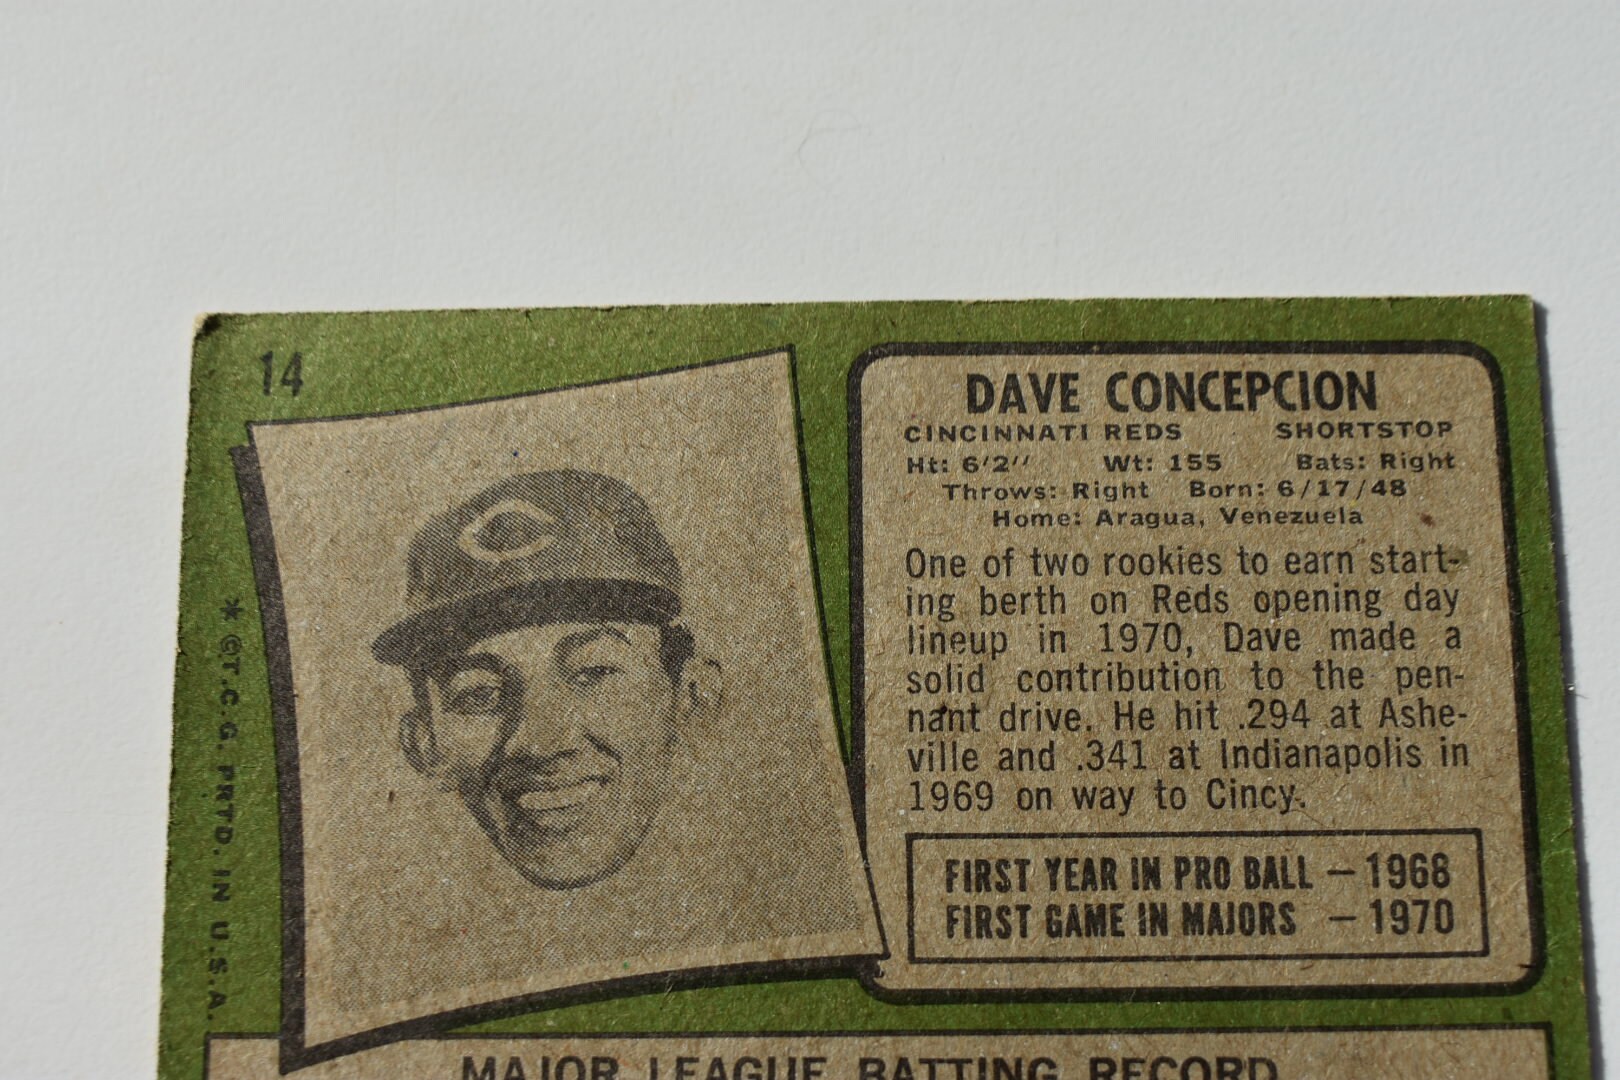 14
DAVE CONCEPCION
CINCINNATI REDS SHORTSTOP
Ht: 6'2" Wt: 155 Bats: Right
Throws: Right Born: 6/17/48
Home: Aragua, Venezuela
One of two rookies to earn start-
ing berth on Reds opening day
lineup in 1970, Dave made a
solid contribution to the pen-
nant drive. He hit .294 at Ashe-
ville and .341 at Indianapolis in
1969 on way to Cincy.
FIRST YEAR IN PRO BALL — 1968
FIRST GAME IN MAJORS — 1970
* ©T.C.G. PRTD. IN U.S.A.
MAJOR LEAGUE BATTING RECORD